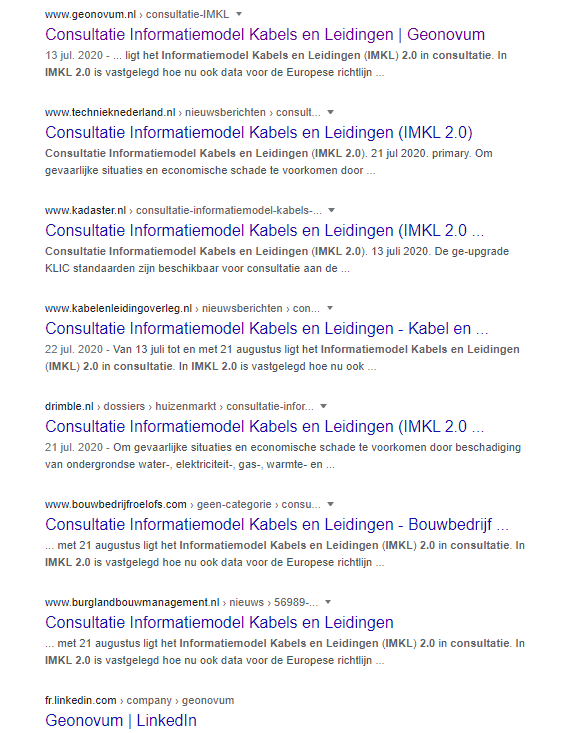 www.geonovum.nl › consultatie-IMKL
Consultatie Informatiemodel Kabels en Leidingen | Geonovum
13 jul. 2020 - ... ligt het Informatiemodel Kabels en Leidingen (IMKL) 2.0 in consultatie. In
IMKL 2.0 is vastgelegd hoe nu ook data voor de Europese richtlijn ...
www.technieknederland.nl › nieuwsberichten › consult...
Consultatie Informatiemodel Kabels en Leidingen (IMKL 2.0)
Consultatie Informatiemodel Kabels en Leidingen (IMKL 2.0). 21 jul 2020. primary. Om
gevaarlijke situaties en economische schade te voorkomen door ...
www.kadaster.nl › consultatie-informatiemodel-kabels-...
Consultatie Informatiemodel Kabels en Leidingen (IMKL 2.0 ...
Consultatie Informatiemodel Kabels en Leidingen (IMKL 2.0). 13 juli 2020. De ge-upgrade
KLIC standaarden zijn beschikbaar voor consultatie aan de ...
www.kabelenleidingoverleg.nl › nieuwsberichten › con...
Consultatie Informatiemodel Kabels en Leidingen - Kabel en ...
22 jul. 2020 - Van 13 juli tot en met 21 augustus ligt het Informatiemodel Kabels en Leidingen
(IMKL) 2.0 in consultatie. In IMKL 2.0 is vastgelegd hoe nu ook ...
drimble.nl › dossiers › huizenmarkt › consultatie-infor...
Consultatie Informatiemodel Kabels en Leidingen (IMKL 2.0 ...
21 jul. 2020 - Om gevaarlijke situaties en economische schade te voorkomen door beschadiging
van ondergrondse water-, elektriciteit-, gas-, warmte- en ...
www.bouwbedrijfroelofs.com › geen-categorie › consu...
Consultatie Informatiemodel Kabels en Leidingen - Bouwbedrijf ...
... met 21 augustus ligt het Informatiemodel Kabels en Leidingen (IMKL) 2.0 in consultatie. In
IMKL 2.0 is vastgelegd hoe nu ook data voor de Europese richtlijn ...
www.burglandbouwmanagement.nl › nieuws › 56989-...
Consultatie Informatiemodel Kabels en Leidingen
... met 21 augustus ligt het Informatiemodel Kabels en Leidingen (IMKL) 2.0 in consultatie. In
IMKL 2.0 is vastgelegd hoe nu ook data voor de Europese richtlijn ...
fr.linkedin.com › company › geonovum
Geonovum | LinkedIn